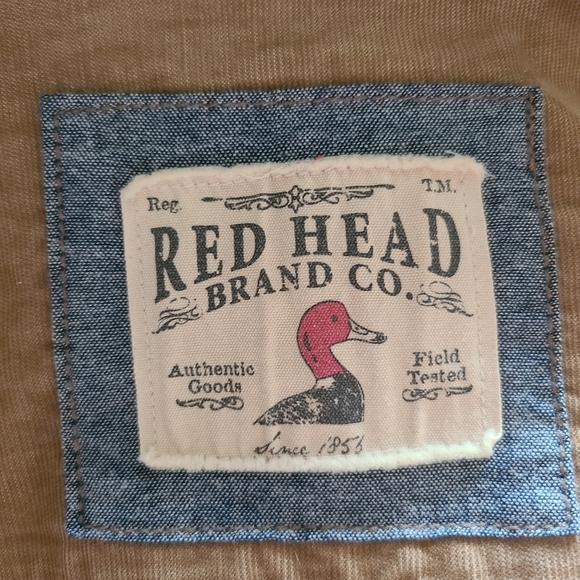 Reg. T.M.
RED HEAD
BRAND CO.
Authentic Goods
Field Tested
Since 1856